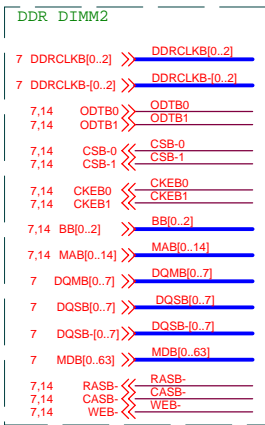 DDR DIMM2
7 DDRCLKB[0..2] DDRCLKB[0..2]
7 DDRCLKB-[0..2] DDRCLKB-[0..2]
7,14 ODTB0 ODTB0
7,14 ODTB1 ODTB1
7,14 CSB-0 CSB-0
7,14 CSB-1 CSB-1
7,14 CKEB0 CKEB0
7,14 CKEB1 CKEB1
7,14 BB[0..2] BB[0..2]
7,14 MAB[0..14] MAB[0..14]
7 DQMB[0..7] DQMB[0..7]
7 DQSB[0..7] DQSB[0..7]
7 DQSB-[0..7] DQSB-[0..7]
7 MDB[0..63] MDB[0..63]
7,14 RASB- RASB-
7,14 CASB- CASB-
7,14 WEB- WEB-